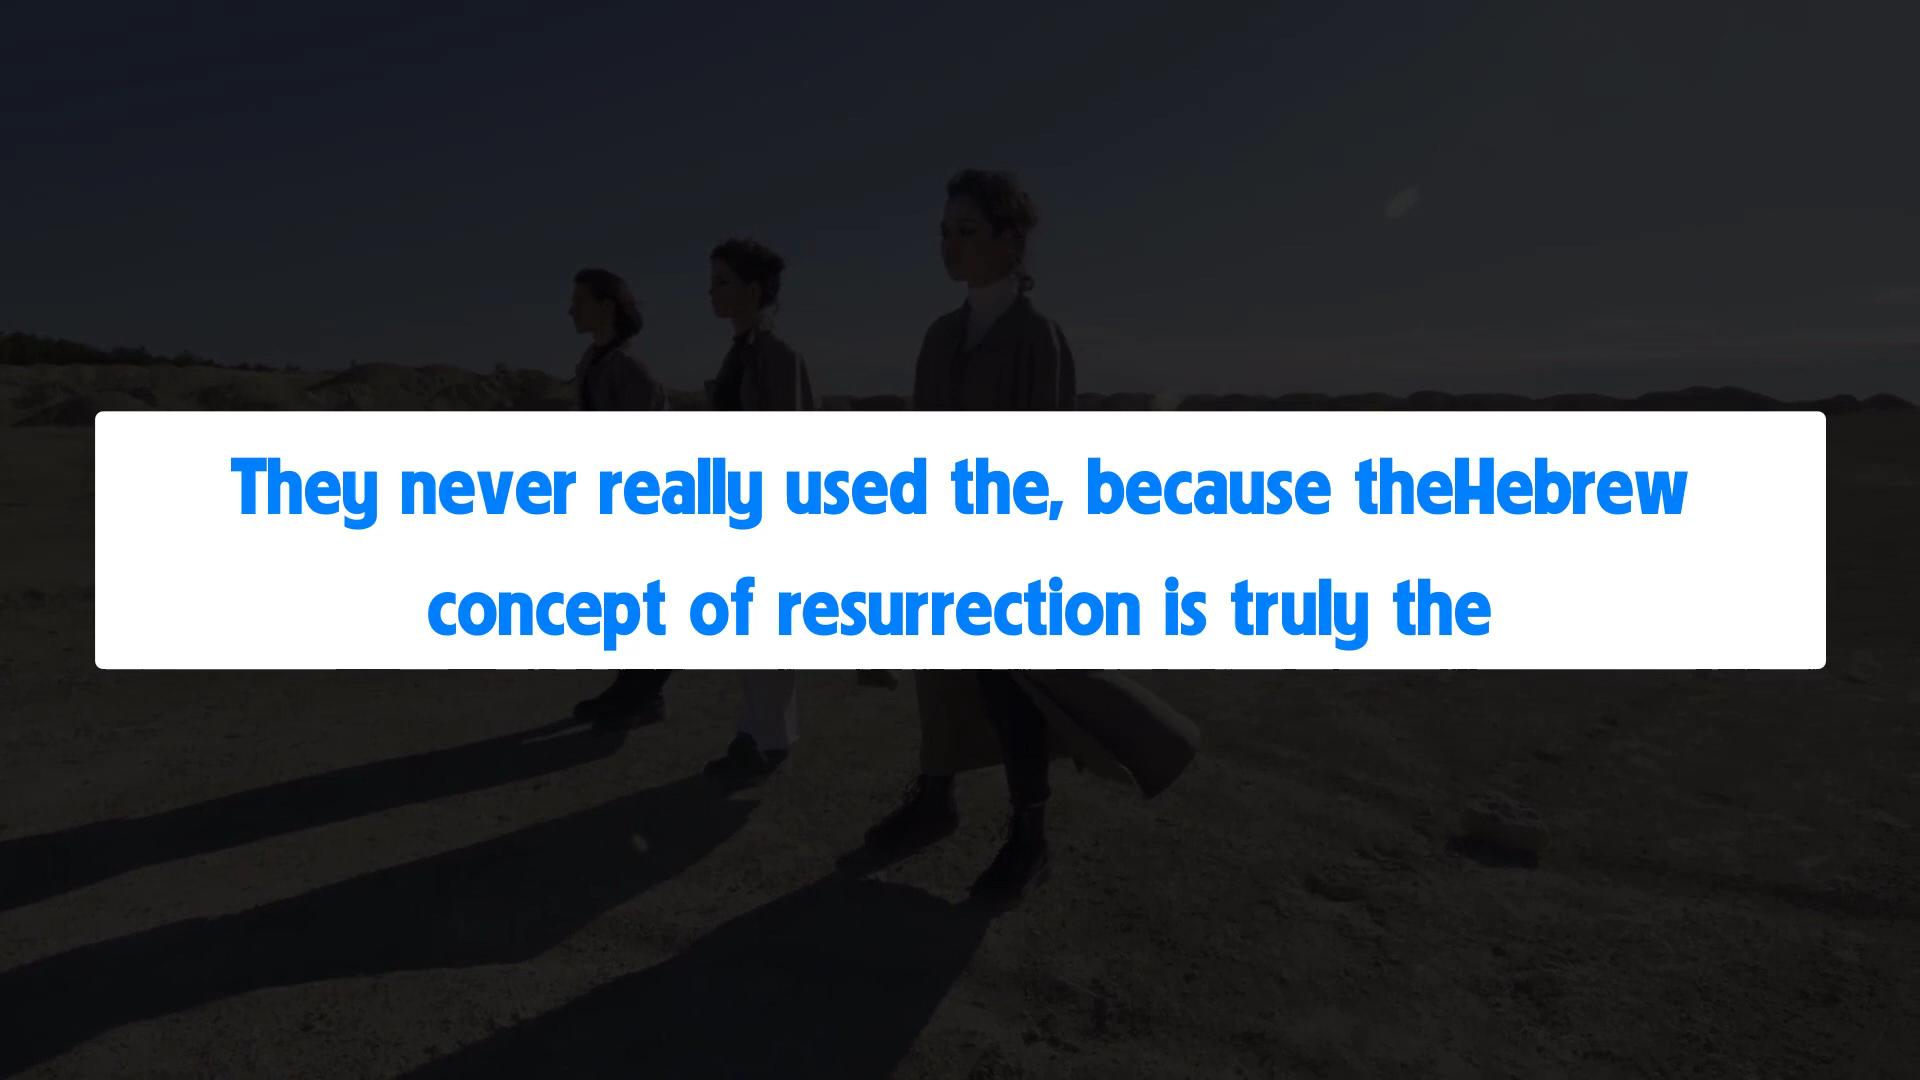 They never really used the, because theHebrew
concept of resurrection is truly the